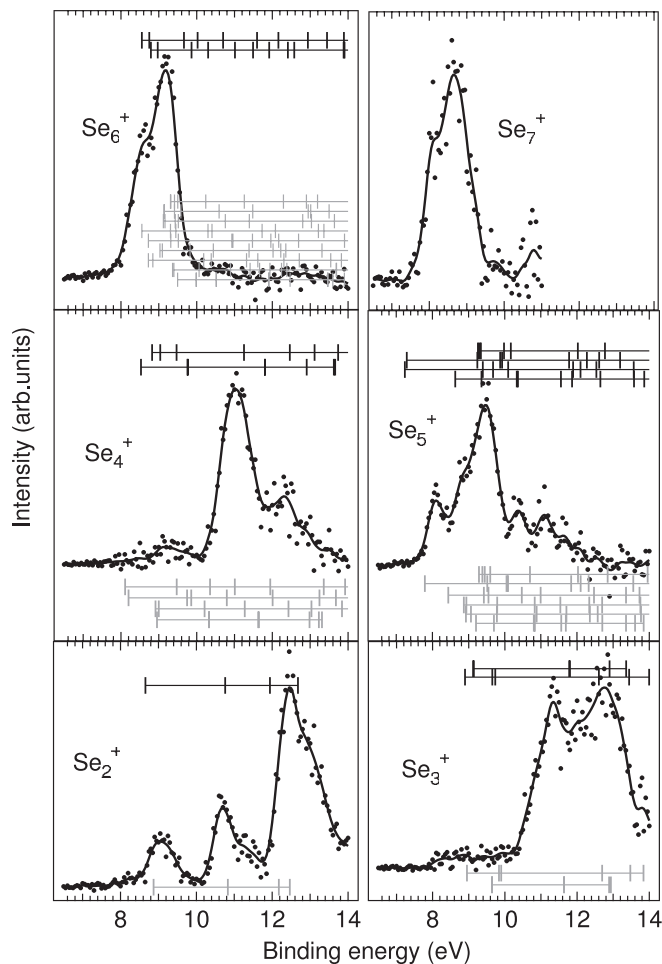 Se₆⁺
Se₇⁺
Se₄⁺
Se₅⁺
Se₂⁺
Se₃⁺
Intensity (arb.units)
8 10 12 14 8 10 12 14
Binding energy (eV)